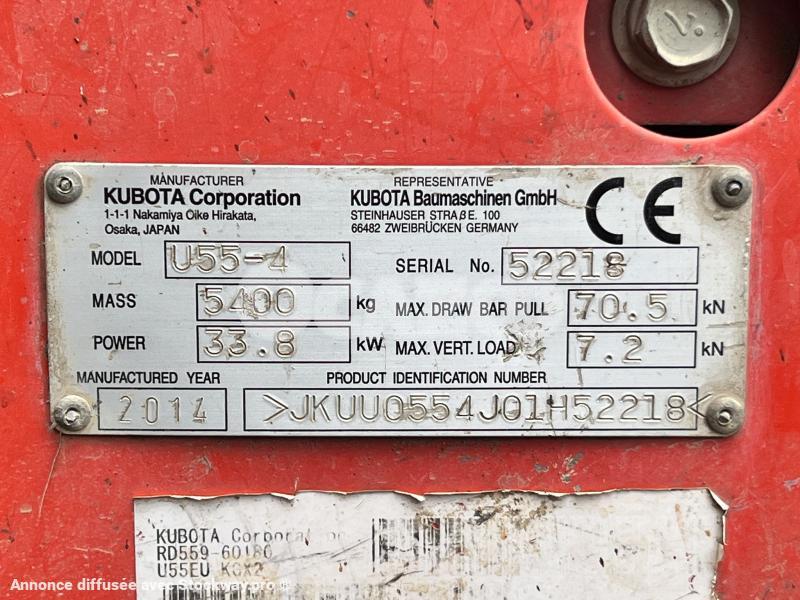 MANUFACTURER
KUBOTA Corporation
1-1-1 Nakamiya Oike Hirakata,
Osaka, JAPAN
REPRESENTATIVE
KUBOTA Baumaschinen GmbH
STEINHAUSER STRAβE. 100
66482 ZWEIBRÜCKEN GERMANY
CE
MODEL U55-4
SERIAL No. 52218
MASS 5400 kg
MAX. DRAW BAR PULL 70.5 kN
POWER 33.8 kW
MAX. VERT. LOAD 7.2 kN
MANUFACTURED YEAR
2014
PRODUCT IDENTIFICATION NUMBER
>JKUU0554J01H52218<
KUBOTA
RD559-60180
U55EU
Annonce diffusée avec Stockway.pro